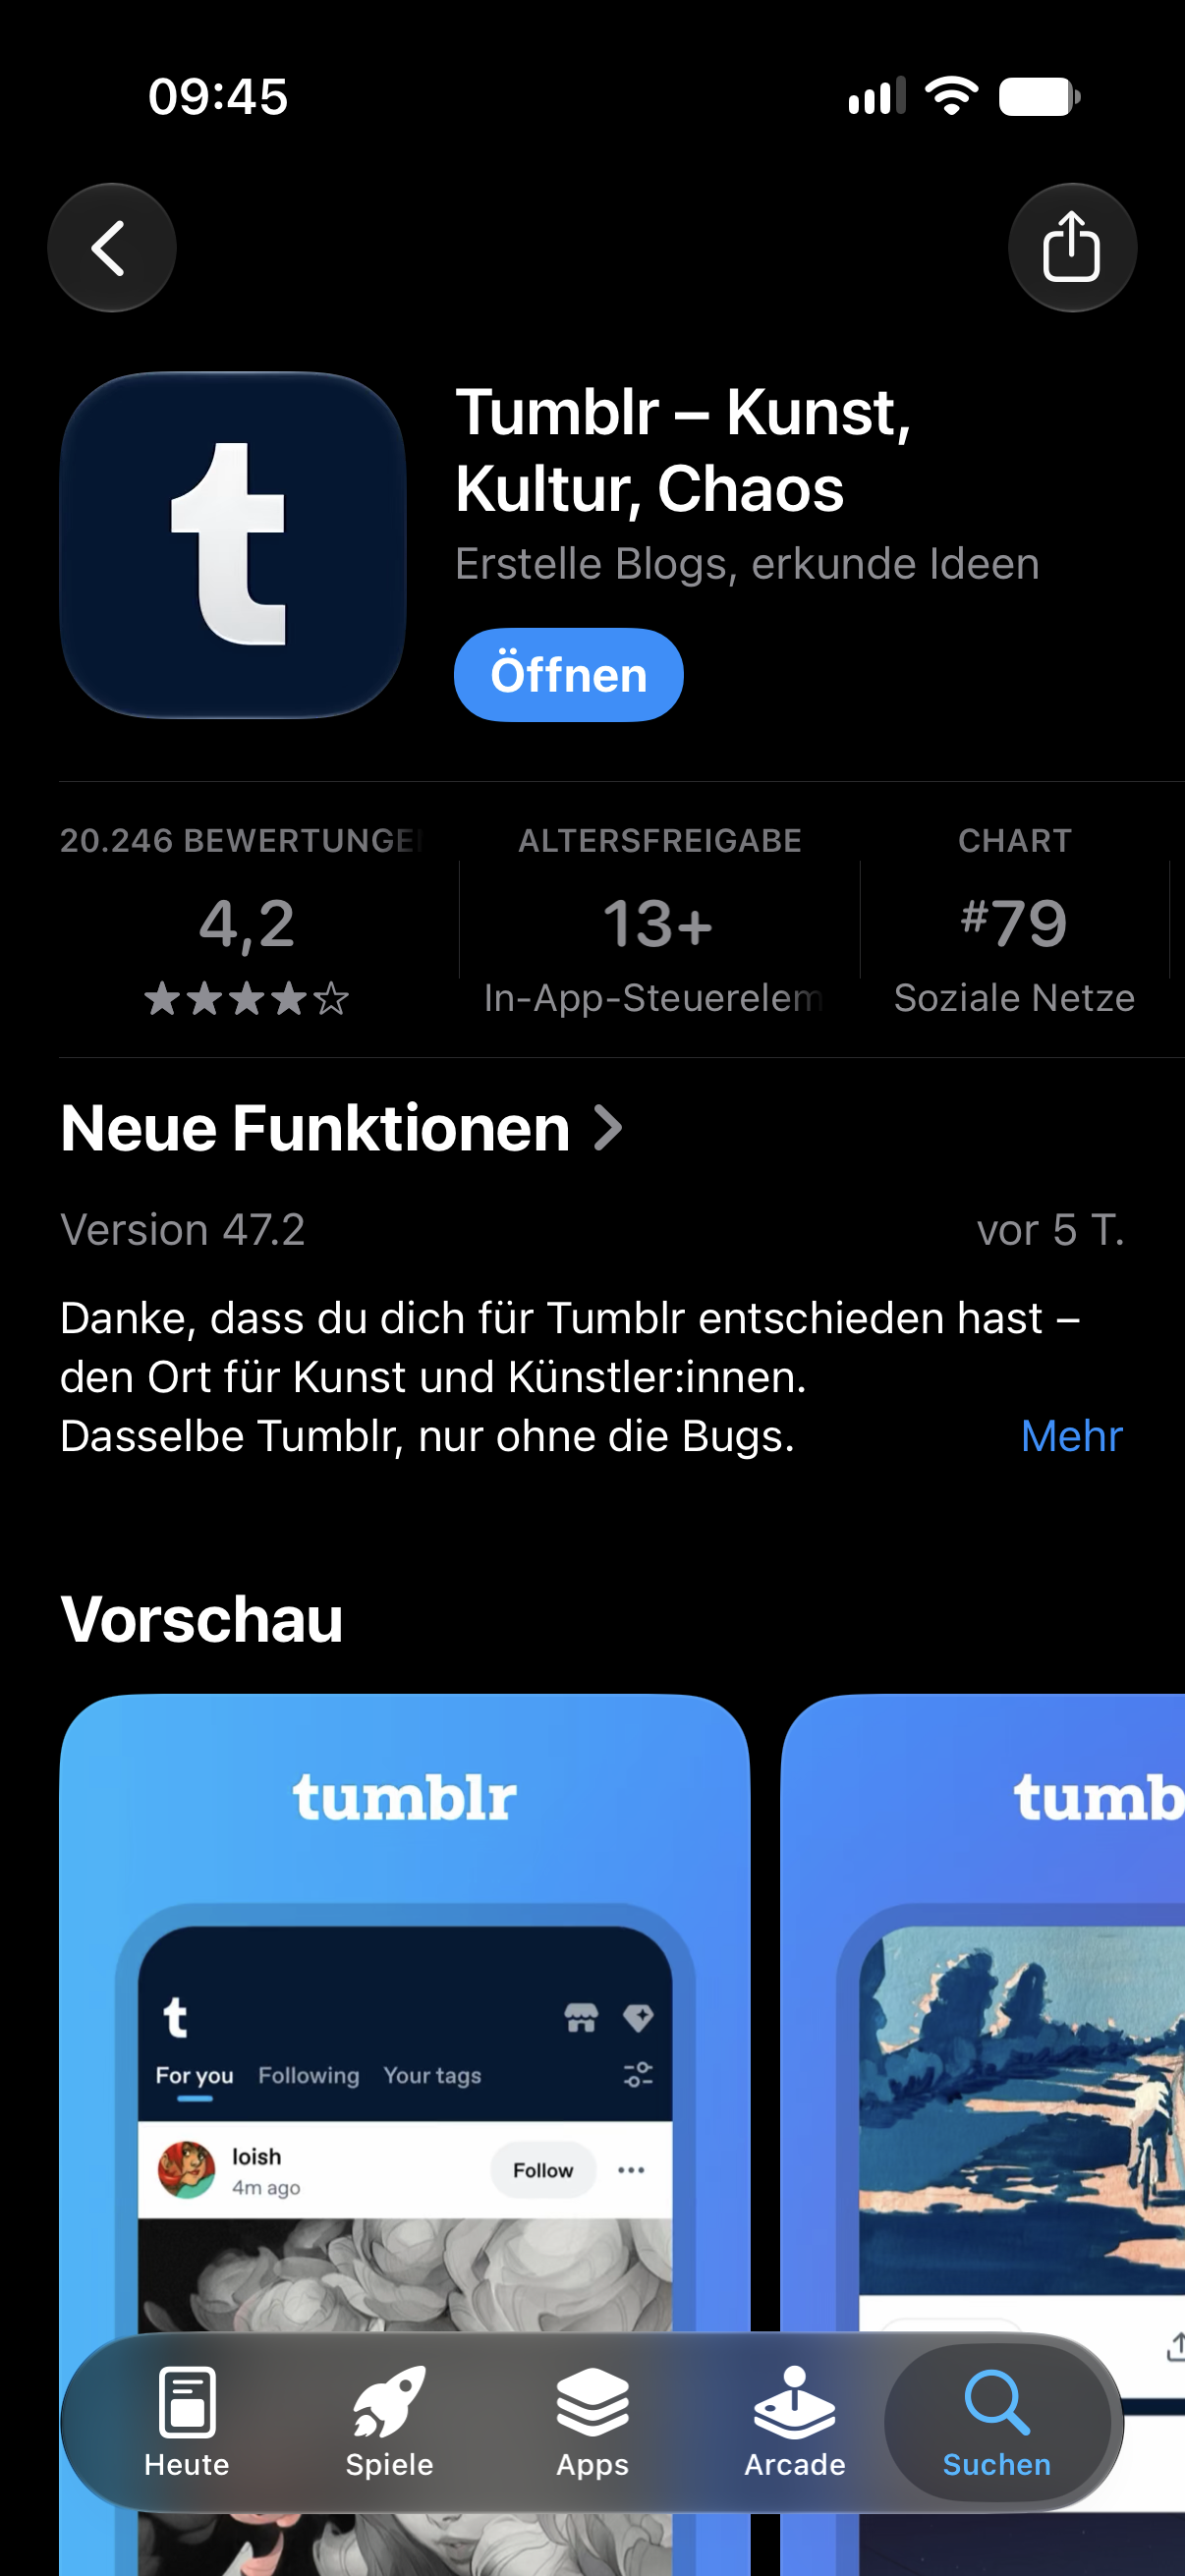 09:45
t
Tumblr – Kunst,
Kultur, Chaos
Erstelle Blogs, erkunde Ideen
Öffnen
20.246 BEWERTUNGEN
4,2
ALTERSFREIGABE
13+
In-App-Steuerelem
CHART
#79
Soziale Netze
Neue Funktionen
Version 47.2
vor 5 T.
Danke, dass du dich für Tumblr entschieden hast –
den Ort für Kunst und Künstler:innen.
Dasselbe Tumblr, nur ohne die Bugs.
Mehr
Vorschau
tumblr
t
For you
Following
Your tags
loish
4m ago
Follow
tumb
Heute
Spiele
Apps
Arcade
Suchen